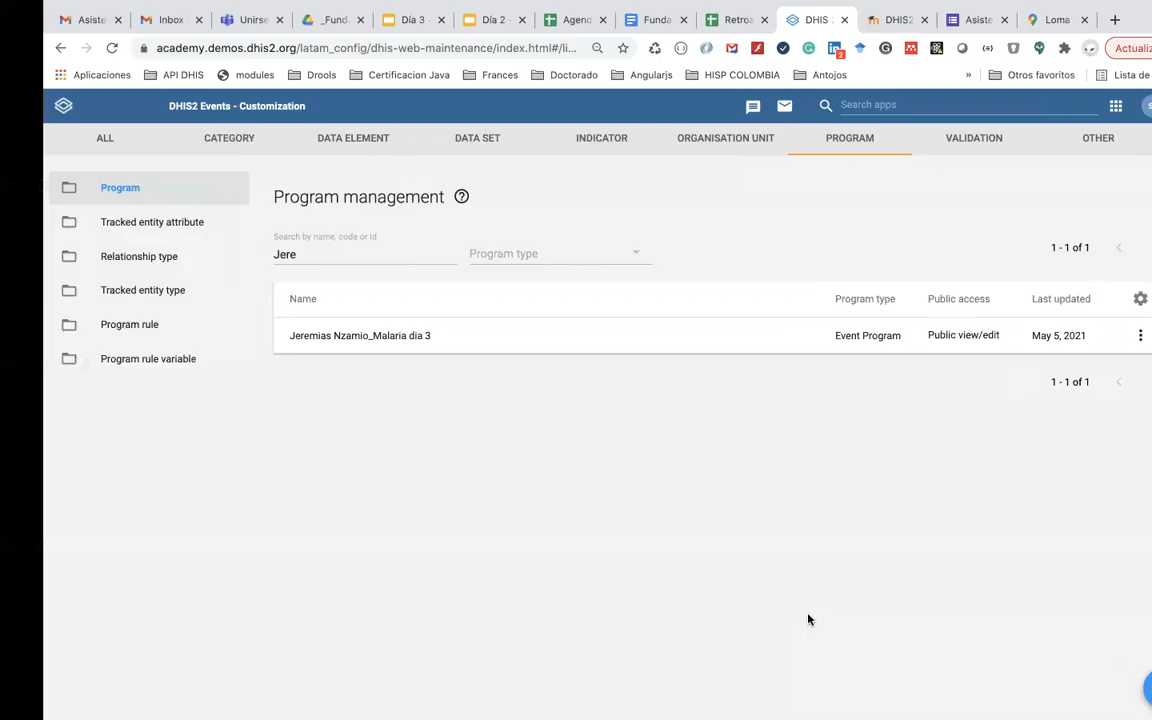 Asiste
Inbox
Unirse
_Fund
Día 3 -
Día 2 -
Agend
Funda
Retroa
DHIS
DHIS2
Asiste
Loma
academy.demos.dhis2.org/latam_config/dhis-web-maintenance/index.html#/li...
2
Actualiz
Aplicaciones
API DHIS
modules
Drools
Certificacion Java
Frances
Doctorado
Angularjs
HISP COLOMBIA
Antojos
»
Otros favoritos
Lista de
DHIS2 Events - Customization
Search apps
ALL
CATEGORY
DATA ELEMENT
DATA SET
INDICATOR
ORGANISATION UNIT
PROGRAM
VALIDATION
OTHER
Program
Tracked entity attribute
Relationship type
Tracked entity type
Program rule
Program rule variable
Program management
Search by name, code or id
Jere
Program type
1 - 1 of 1
Name
Program type
Public access
Last updated
Jeremias Nzamio_Malaria dia 3
Event Program
Public view/edit
May 5, 2021
1 - 1 of 1